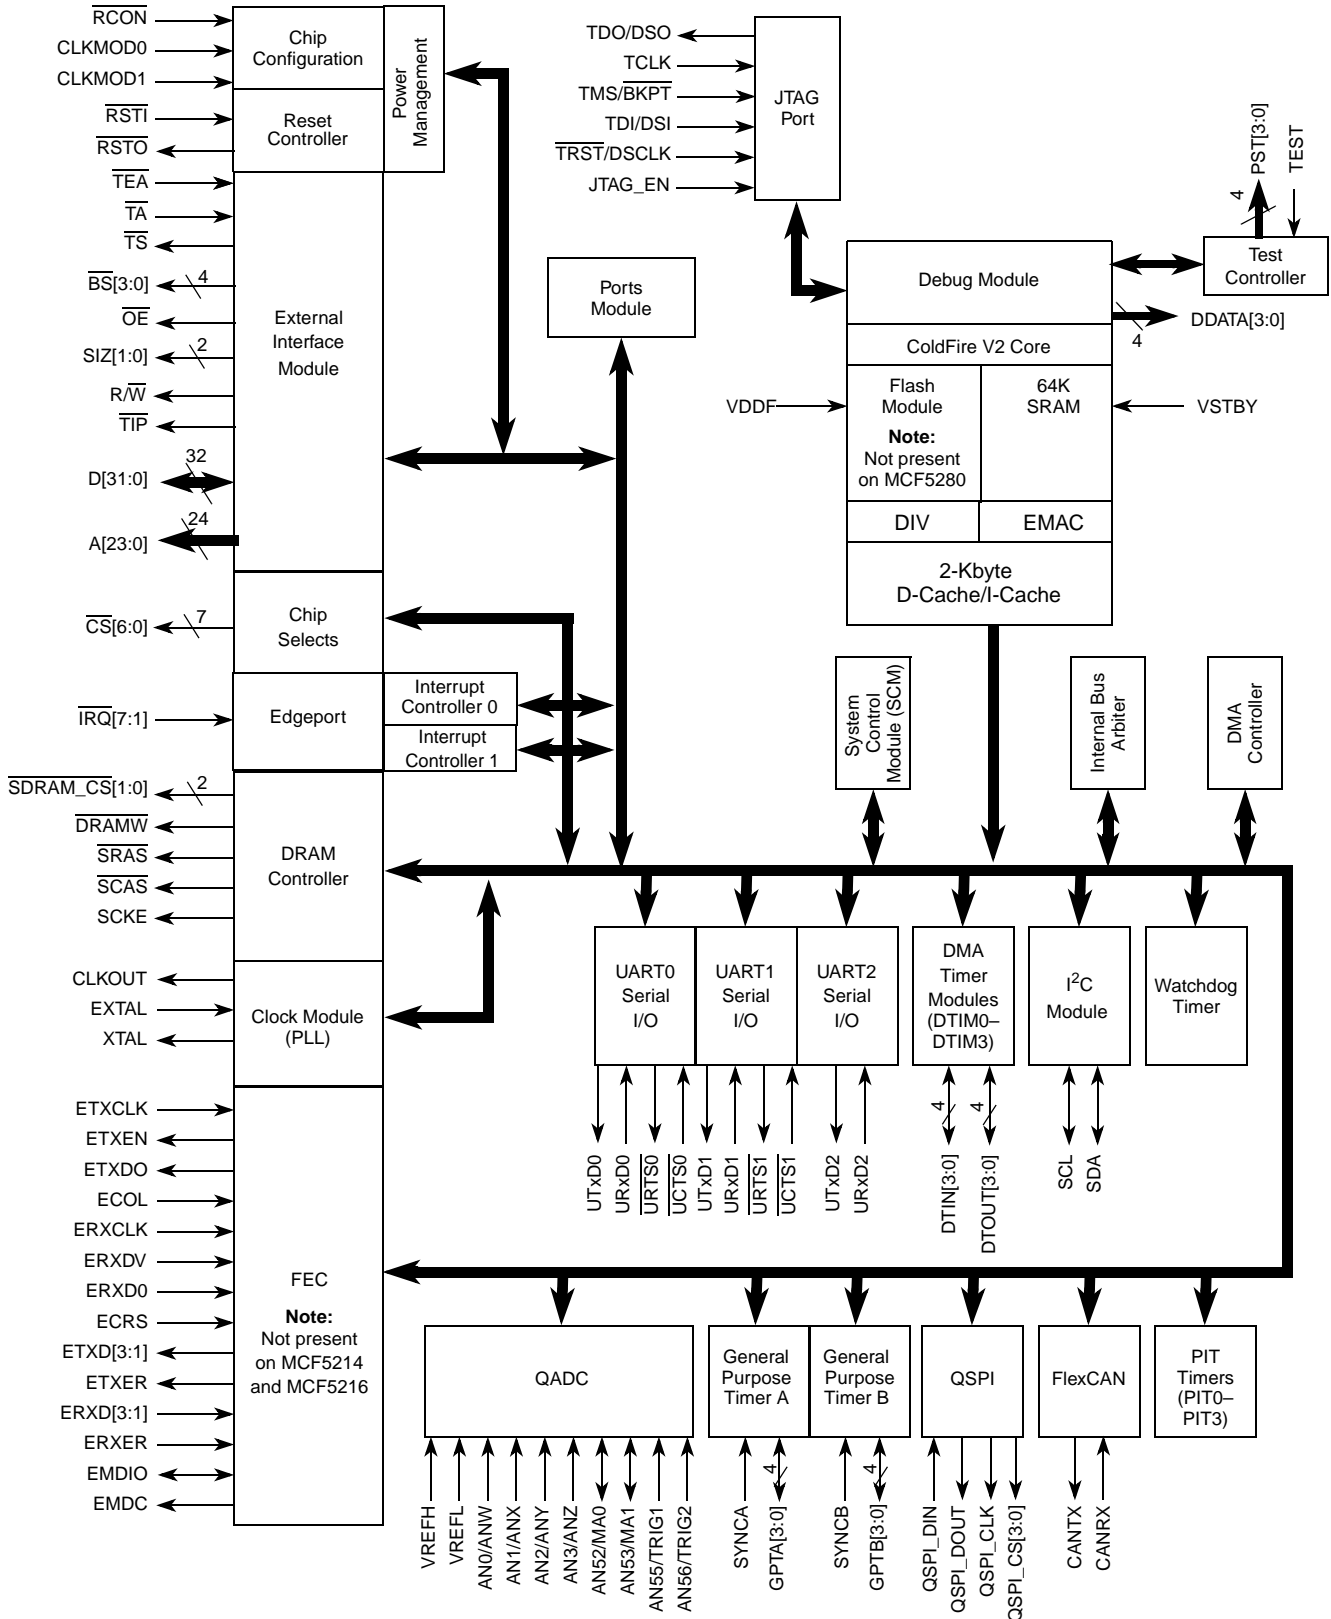 RCON
CLKMOD0
CLKMOD1
RSTI
RSTO
TEA
TA
TS
BS[3:0]
4
OE
SIZ[1:0]
2
R/W
TIP
D[31:0]
32
A[23:0]
24
CS[6:0]
7
IRQ[7:1]
SDRAM_CS[1:0]
2
DRAMW
SRAS
SCAS
SCKE
CLKOUT
EXTAL
XTAL
ETXCLK
ETXEN
ETXDO
ECOL
ERXCLK
ERXDV
ERXD0
ECRS
ETXD[3:1]
ETXER
ERXD[3:1]
ERXER
EMDIO
EMDC
Chip
Configuration
Reset
Controller
Power
Management
External
Interface
Module
Chip
Selects
Edgeport
Interrupt
Controller 0
Interrupt
Controller 1
DRAM
Controller
Clock Module
(PLL)
FEC
Note:
Not present
on MCF5214
and MCF5216
Ports
Module
TDO/DSO
TCLK
TMS/BKPT
TDI/DSI
TRST/DSCLK
JTAG_EN
JTAG
Port
PST[3:0]
4
TEST
Test
Controller
DDATA[3:0]
4
Debug Module
ColdFire V2 Core
VDDF
Flash
Module
Note:
Not present
on MCF5280
64K
SRAM
VSTBY
DIV
EMAC
2-Kbyte
D-Cache/I-Cache
System
Control
Module (SCM)
Internal Bus
Arbiter
DMA
Controller
UART0
Serial
I/O
UART1
Serial
I/O
UART2
Serial
I/O
DMA
Timer
Modules
(DTIM0–
DTIM3)
I2C
Module
Watchdog
Timer
UTxD0
URxD0
URTS0
UCTS0
UTxD1
URxD1
URTS1
UCTS1
UTxD2
URxD2
4
DTIN[3:0]
4
DTOUT[3:0]
SCL
SDA
QADC
General
Purpose
Timer A
General
Purpose
Timer B
QSPI
FlexCAN
PIT
Timers
(PIT0–
PIT3)
VREFH
VREFL
AN0/ANW
AN1/ANX
AN2/ANY
AN3/ANZ
AN52/MA0
AN53/MA1
AN55/TRIG1
AN56/TRIG2
SYNCA
4
GPTA[3:0]
SYNCB
4
GPTB[3:0]
QSPI_DIN
QSPI_DOUT
QSPI_CLK
QSPI_CS[3:0]
CANTX
CANRX